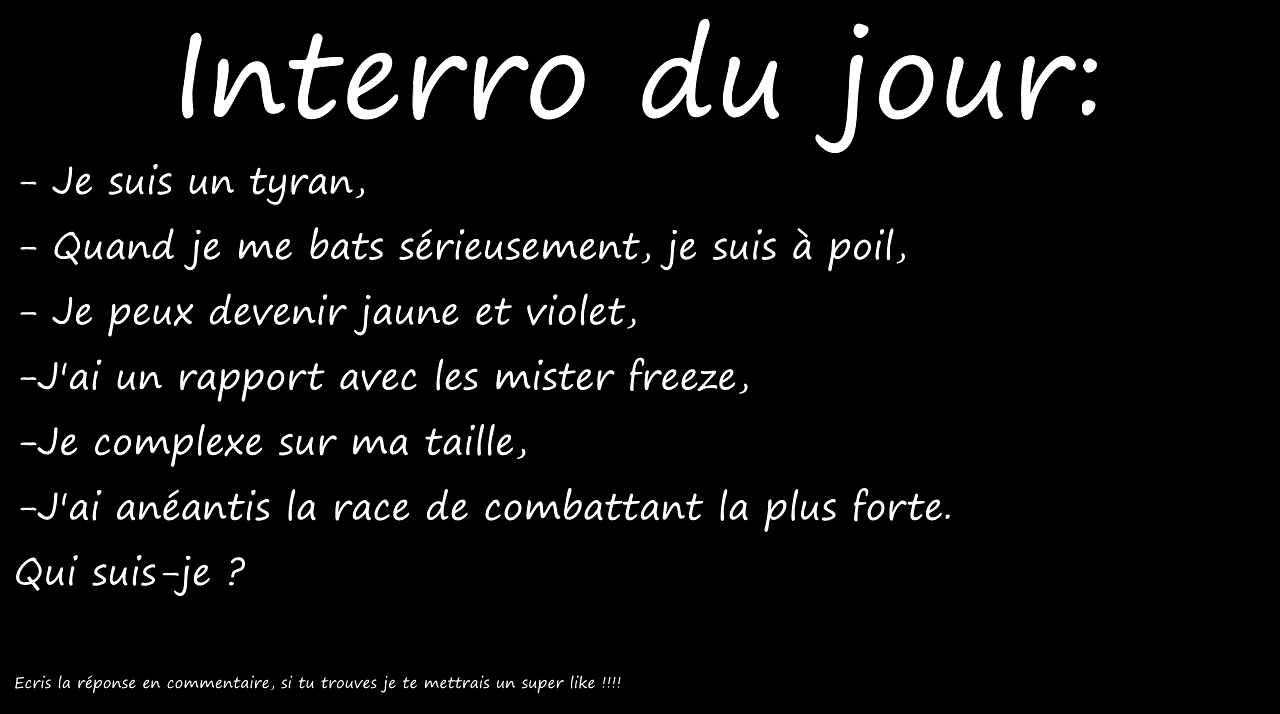 Interro du jour:
- Je suis un tyran,
- Quand je me bats sérieusement, je suis à poil,
- Je peux devenir jaune et violet,
-J'ai un rapport avec les mister freeze,
-Je complexe sur ma taille,
-J'ai anéantis la race de combattant la plus forte.
Qui suis-je ?
Ecris la réponse en commentaire, si tu trouves je te mettrais un super like !!!!